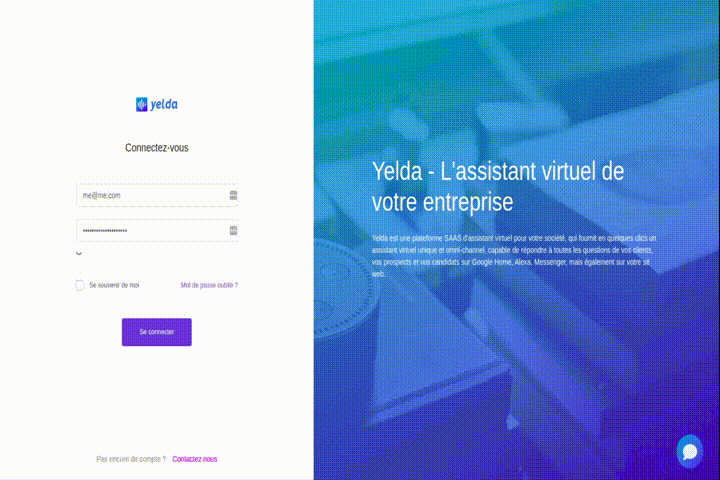 yelda
Connectez-vous
me@me.com
••••••••••••••••••••
Se souvenir de moi
Mot de passe oublié ?
Se connecter
Pas encore de compte ? Contactez nous
Yelda - L'assistant virtuel de
votre entreprise
Yelda est une plateforme SAAS d'assistant virtuel pour votre société, qui fournit en quelques clics un
assistant virtuel unique et omni-channel, capable de répondre à toutes les questions de vos clients,
vos prospects et vos candidats sur Google Home, Alexa, Messenger, mais également sur votre sit
web.